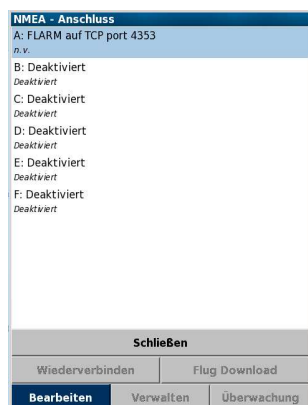 NMEA - Anschluss
A: FLARM auf TCP port 4353
n.v.
B: Deaktiviert
Deaktiviert
C: Deaktiviert
Deaktiviert
D: Deaktiviert
Deaktiviert
E: Deaktiviert
Deaktiviert
F: Deaktiviert
Deaktiviert
Schließen
Wiederverbinden
Flug Download
Bearbeiten
Verwalten
Überwachung